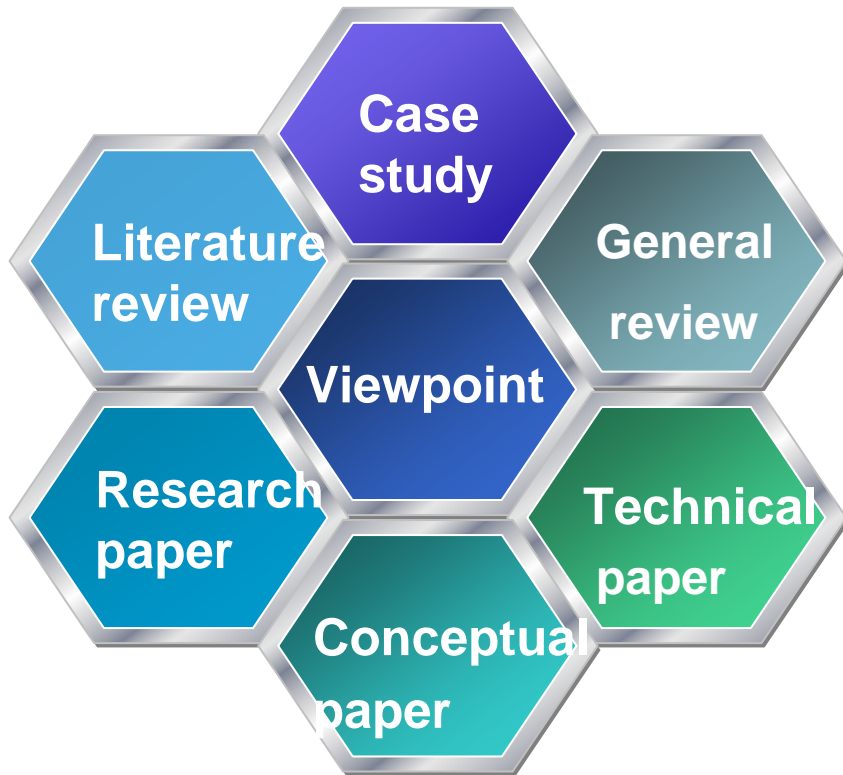 Case
study
Literature
review
General
review
Viewpoint
Research
paper
Technical
paper
Conceptual
paper